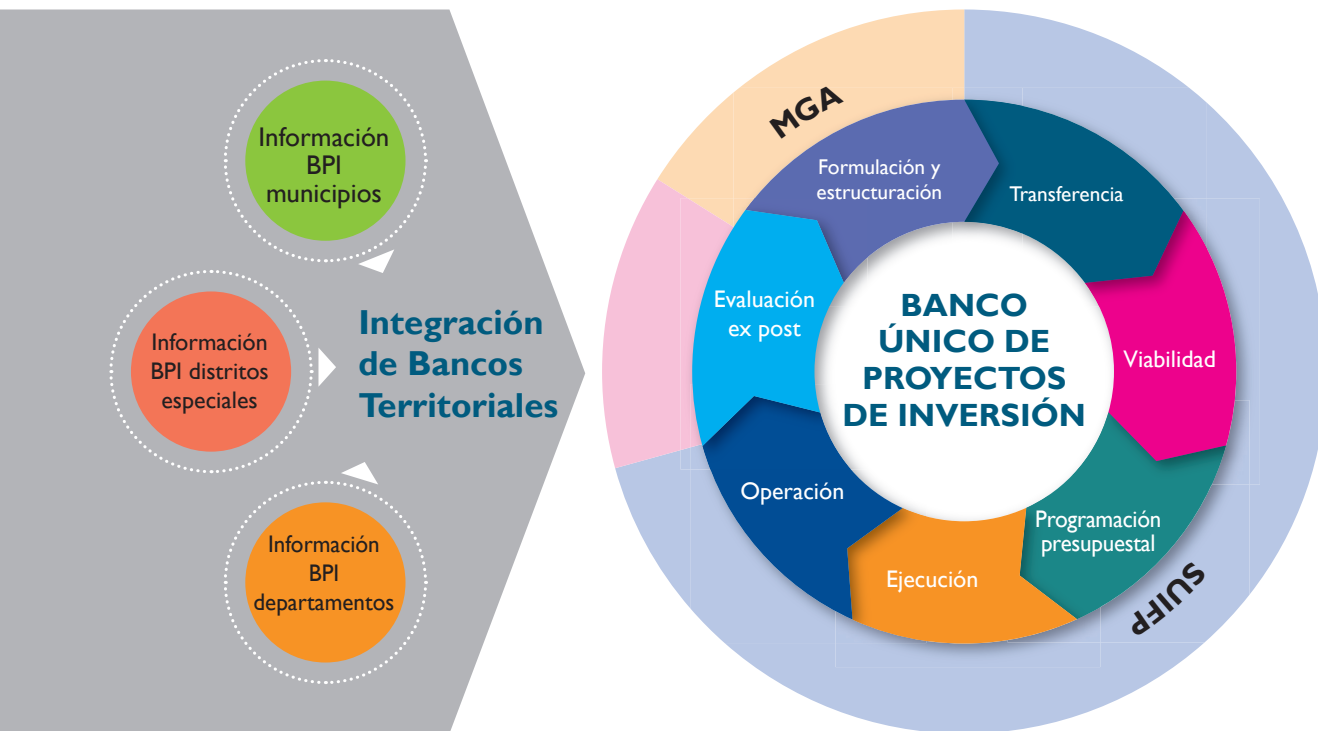 Información
BPI
municipios
Información
BPI distritos
especiales
Información
BPI
departamentos
Integración
de Bancos
Territoriales
MGA
Formulación y
estructuración
Transferencia
Viabilidad
Programación
presupuestal
SUIFP
Ejecución
Operación
Evaluación
ex post
BANCO
ÚNICO DE
PROYECTOS
DE INVERSIÓN